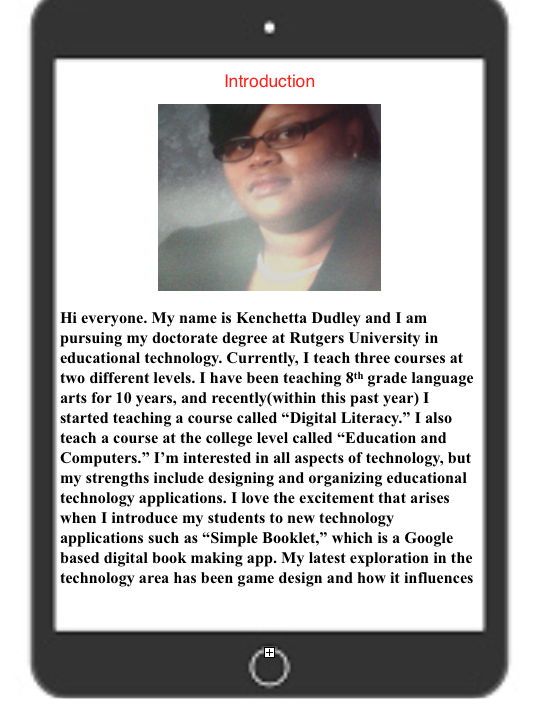 Introduction
Hi everyone. My name is Kenchetta Dudley and I am
pursuing my doctorate degree at Rutgers University in
educational technology. Currently, I teach three courses at
two different levels. I have been teaching 8th grade language
arts for 10 years, and recently(within this past year) I
started teaching a course called “Digital Literacy.” I also
teach a course at the college level called “Education and
Computers.” I’m interested in all aspects of technology, but
my strengths include designing and organizing educational
technology applications. I love the excitement that arises
when I introduce my students to new technology
applications such as “Simple Booklet,” which is a Google
based digital book making app. My latest exploration in the
technology area has been game design and how it influences